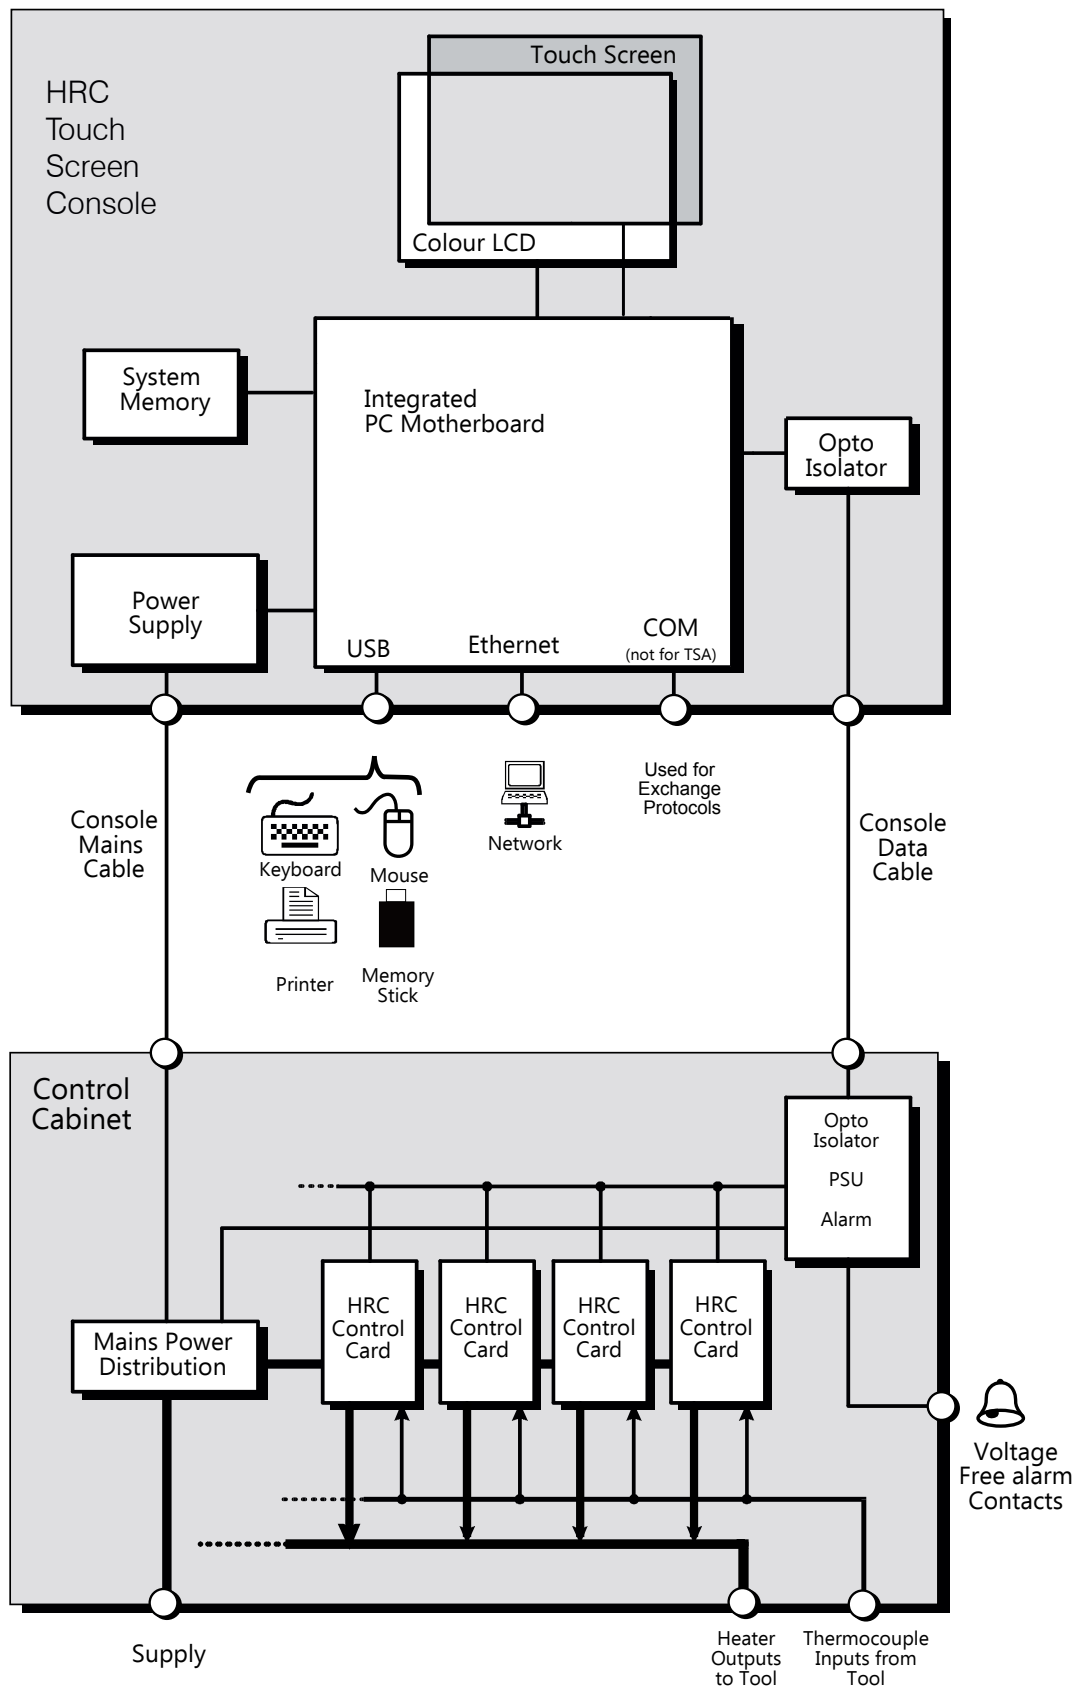 Touch Screen
HRC
Touch
Screen
Console
Colour LCD
System
Memory
Integrated
PC Motherboard
Opto
Isolator
Power
Supply
USB
Ethernet
COM
(not for TSA)
Console
Mains
Cable
Keyboard
Mouse
Printer
Memory
Stick
Network
Used for
Exchange
Protocols
Console
Data
Cable
Control
Cabinet
Opto
Isolator
PSU
Alarm
Mains Power
Distribution
HRC
Control
Card
HRC
Control
Card
HRC
Control
Card
HRC
Control
Card
Voltage
Free alarm
Contacts
Supply
Heater
Outputs
to Tool
Thermocouple
Inputs from
Tool